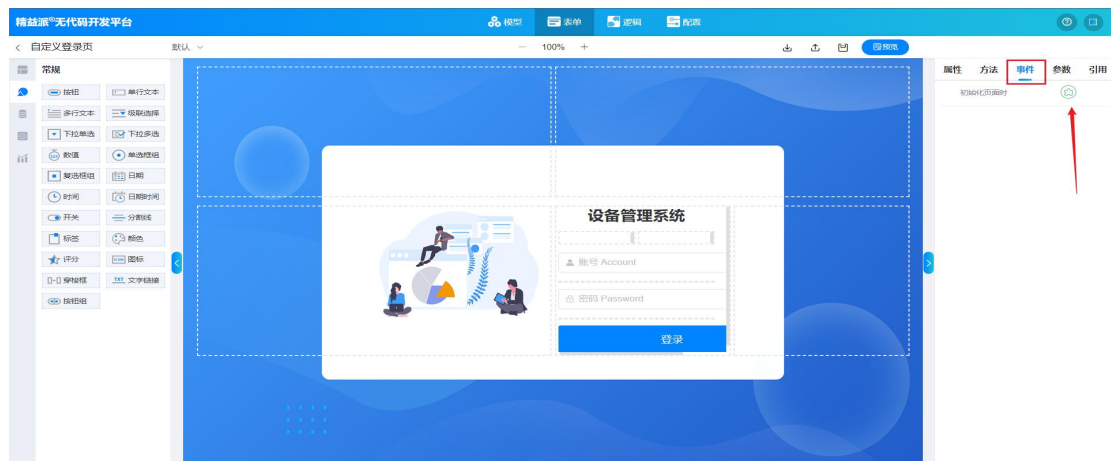 精益派®无代码开发平台 模型 表单 逻辑 配置
自定义登录页 默认 100% 预览
常规
按钮 单行文本
多行文本 级联选择
下拉单选 下拉多选
数值 单选框组
复选框组 日期
时间 日期时间
开关 分割线
标签 颜色
评分 图标
穿梭框 文字链接
按钮组
设备管理系统
账号 Account
密码 Password
登录
属性 方法 事件 参数 引用
初始化页面时